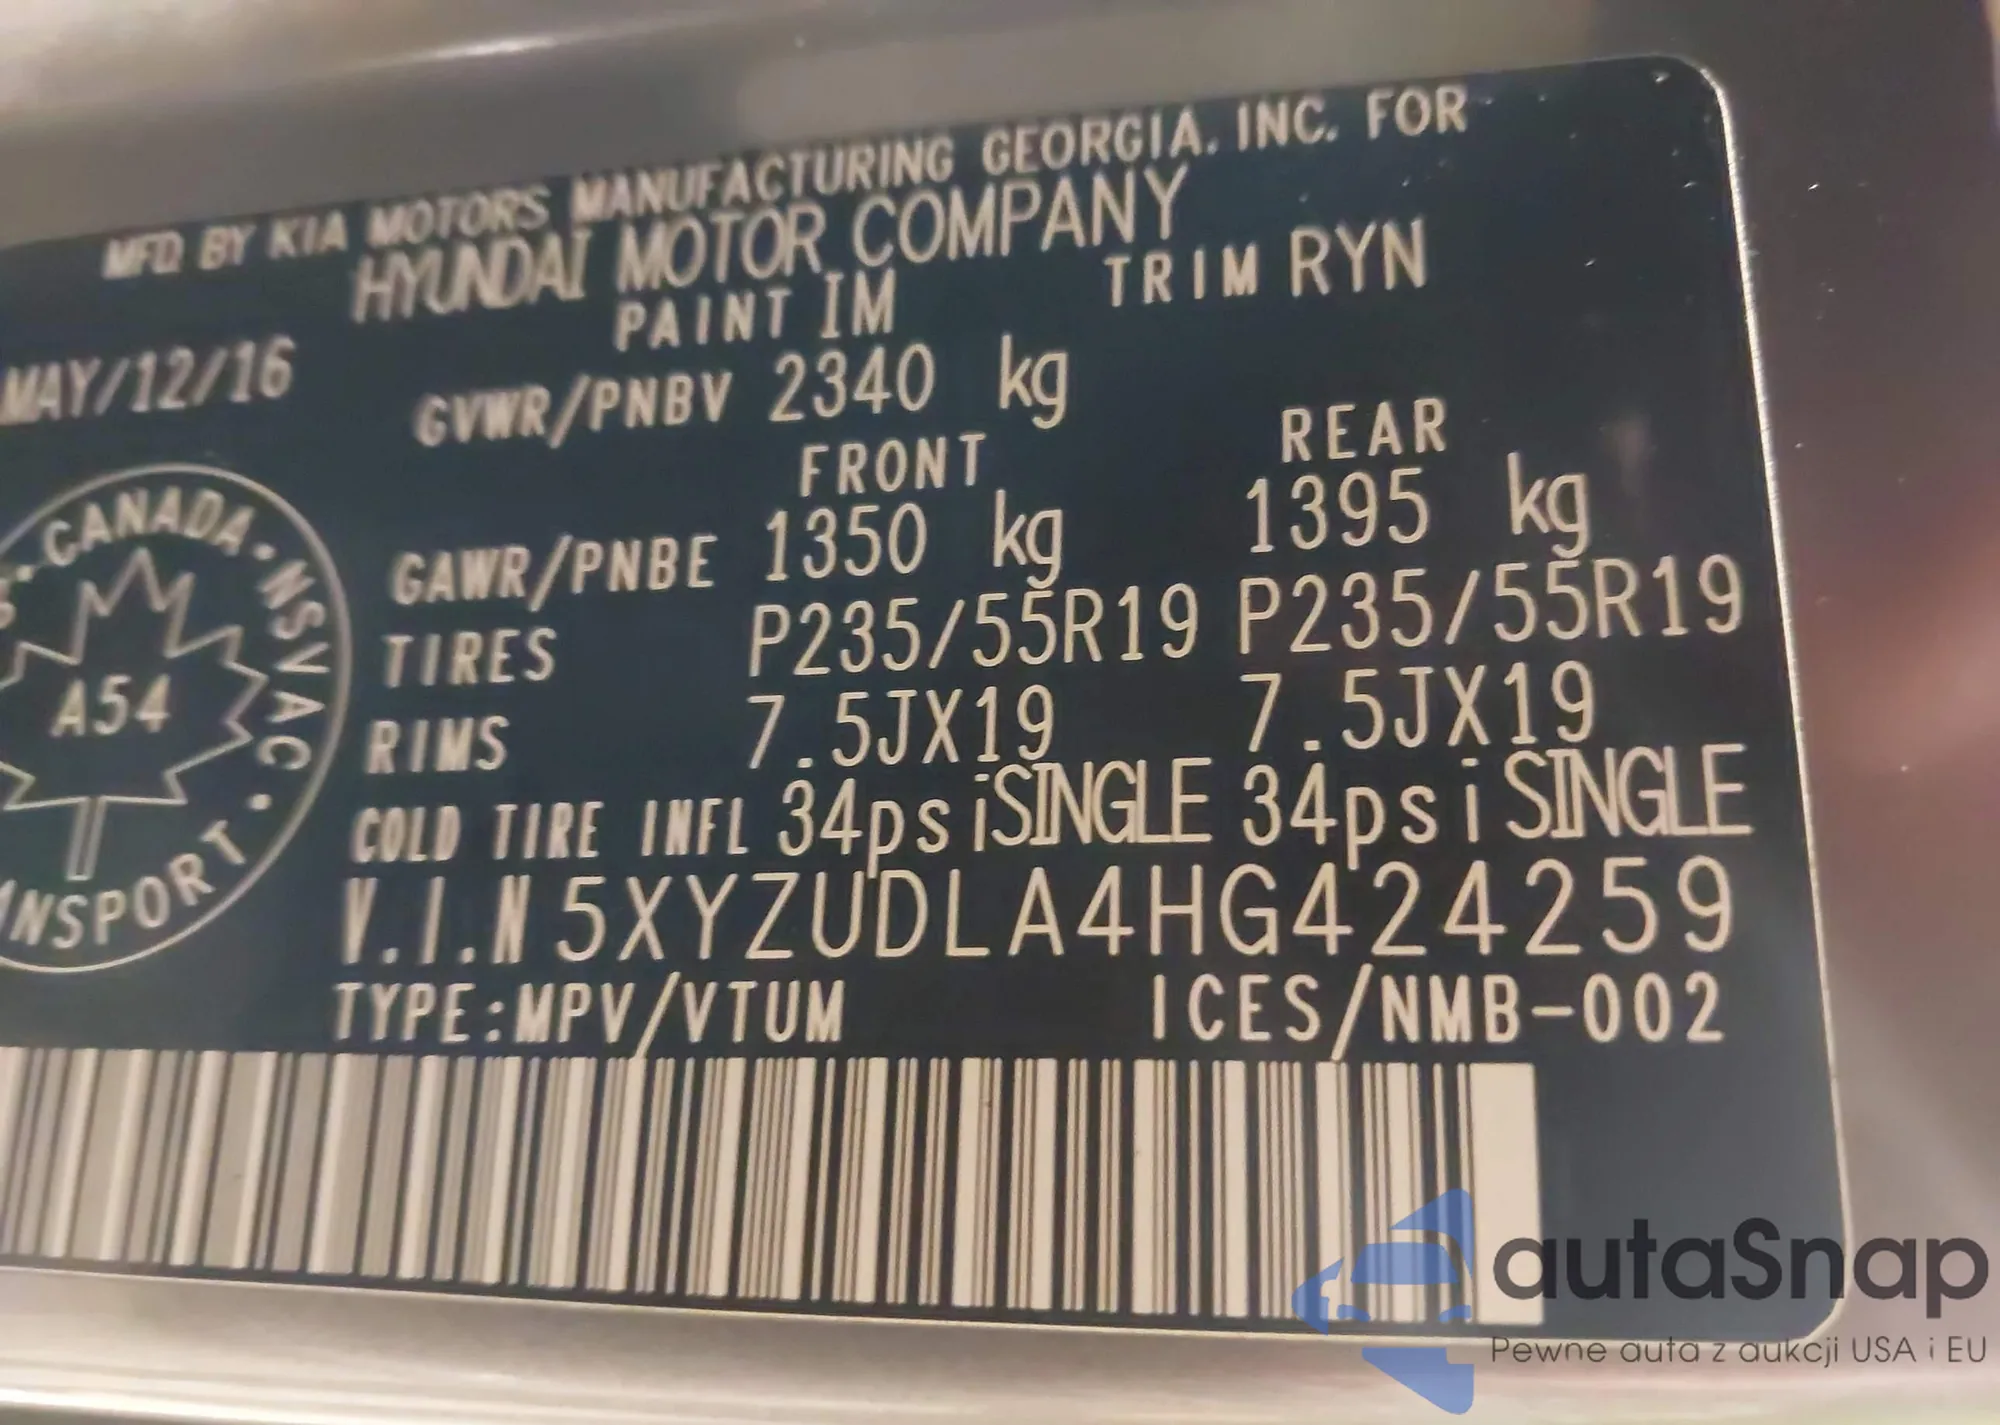 MFD BY KIA MOTORS MANUFACTURING GEORGIA. INC. FOR
HYUNDAI MOTOR COMPANY
PAINT IM TRIM RYN
MAY/12/16 GVWR/PNBV 2340 kg
FRONT REAR
GAWR/PNBE 1350 kg 1395 kg
TIRES P235/55R19 P235/55R19
RIMS 7.5JX19 7.5JX19
COLD TIRE INFL 34psiSINGLE 34psi SINGLE
V.I.N 5XYZUDLA4HG424259
TYPE:MPV/VTUM ICES/NMB-002
CANADA · NSVAC ·
A54
autaSnap
Pewne auta z aukcji USA i EU